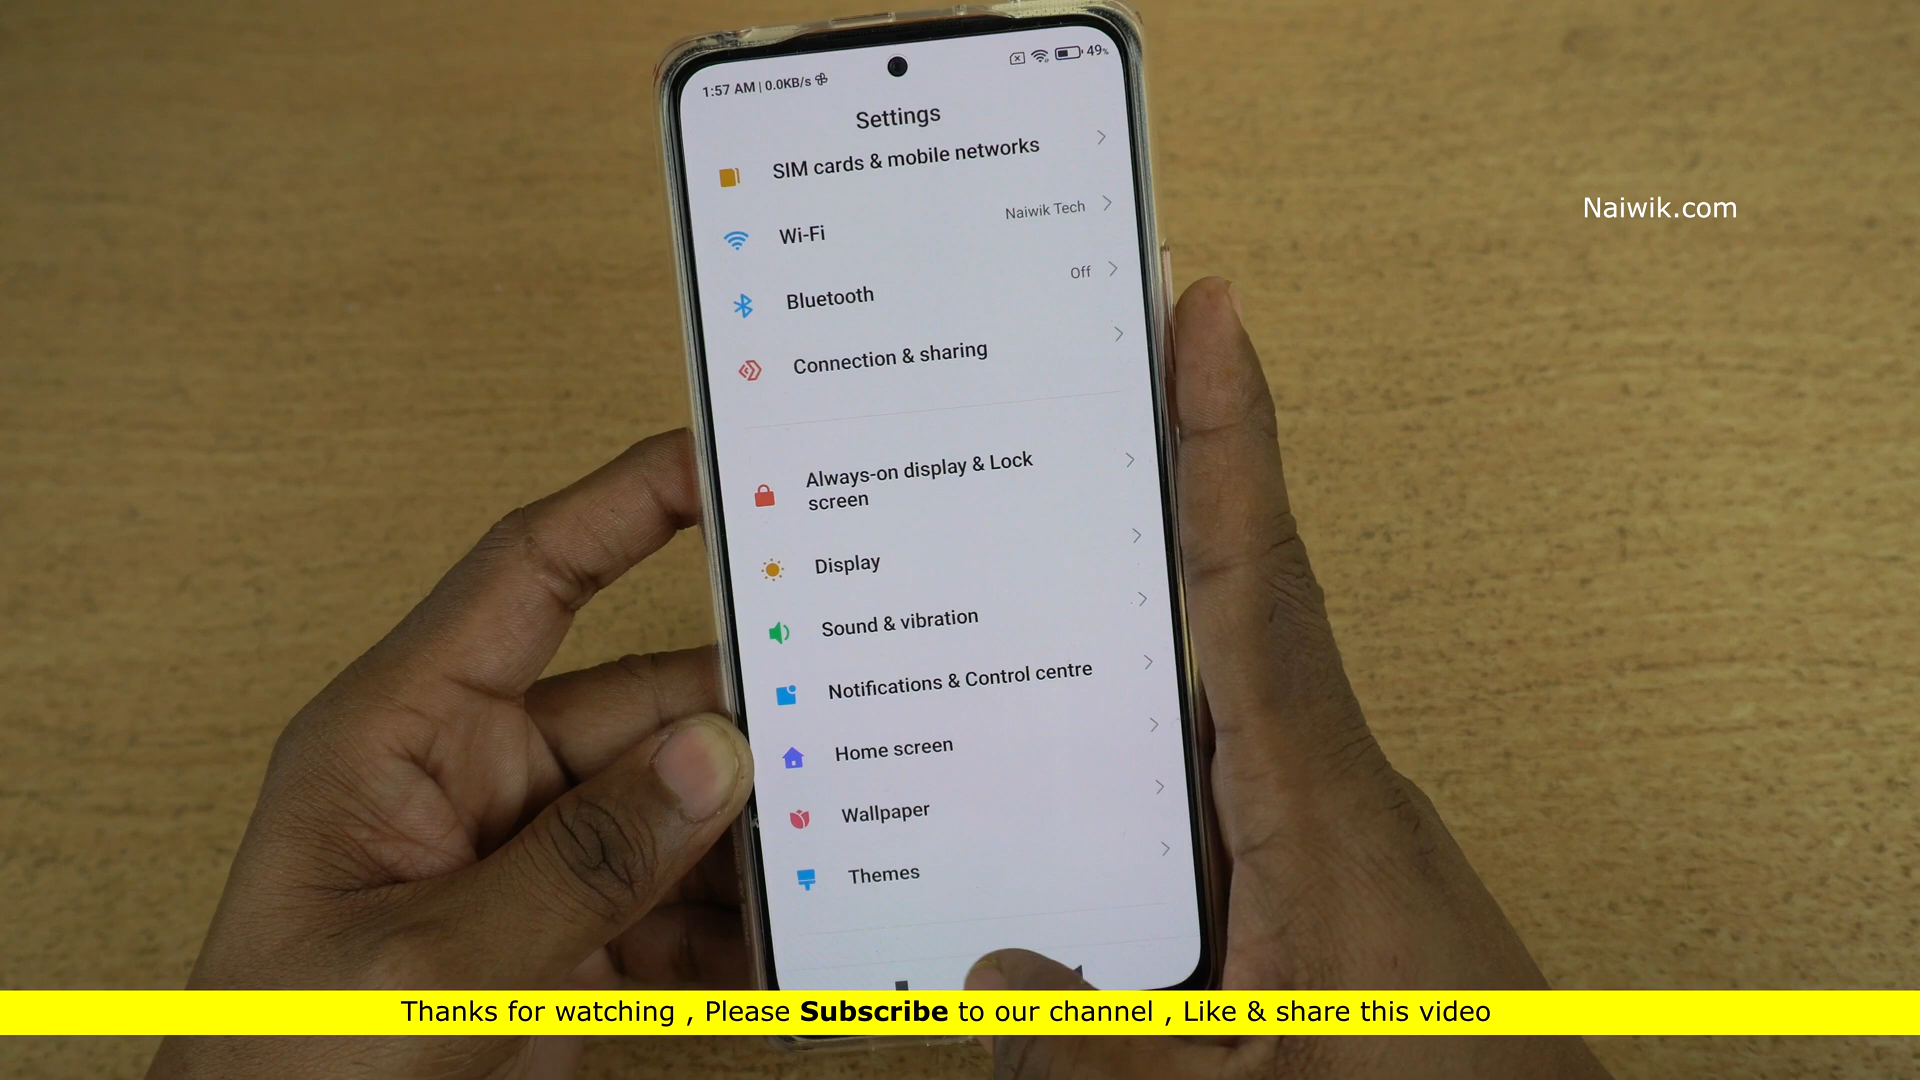 1:57 AM | 0.0KB/s
49%
Settings
SIM cards & mobile networks
Wi-Fi
Naiwik Tech
Bluetooth
Off
Connection & sharing
Always-on display & Lock
screen
Display
Sound & vibration
Notifications & Control centre
Home screen
Wallpaper
Themes
Naiwik.com
Thanks for watching , Please Subscribe to our channel , Like & share this video